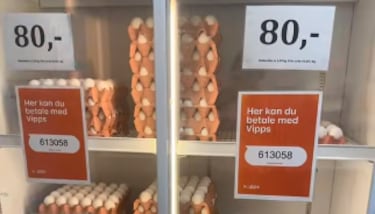 80,-
80,-
Her kan du
betale med
Vipps
613058
Her kan du
betale med
Vipps
613058